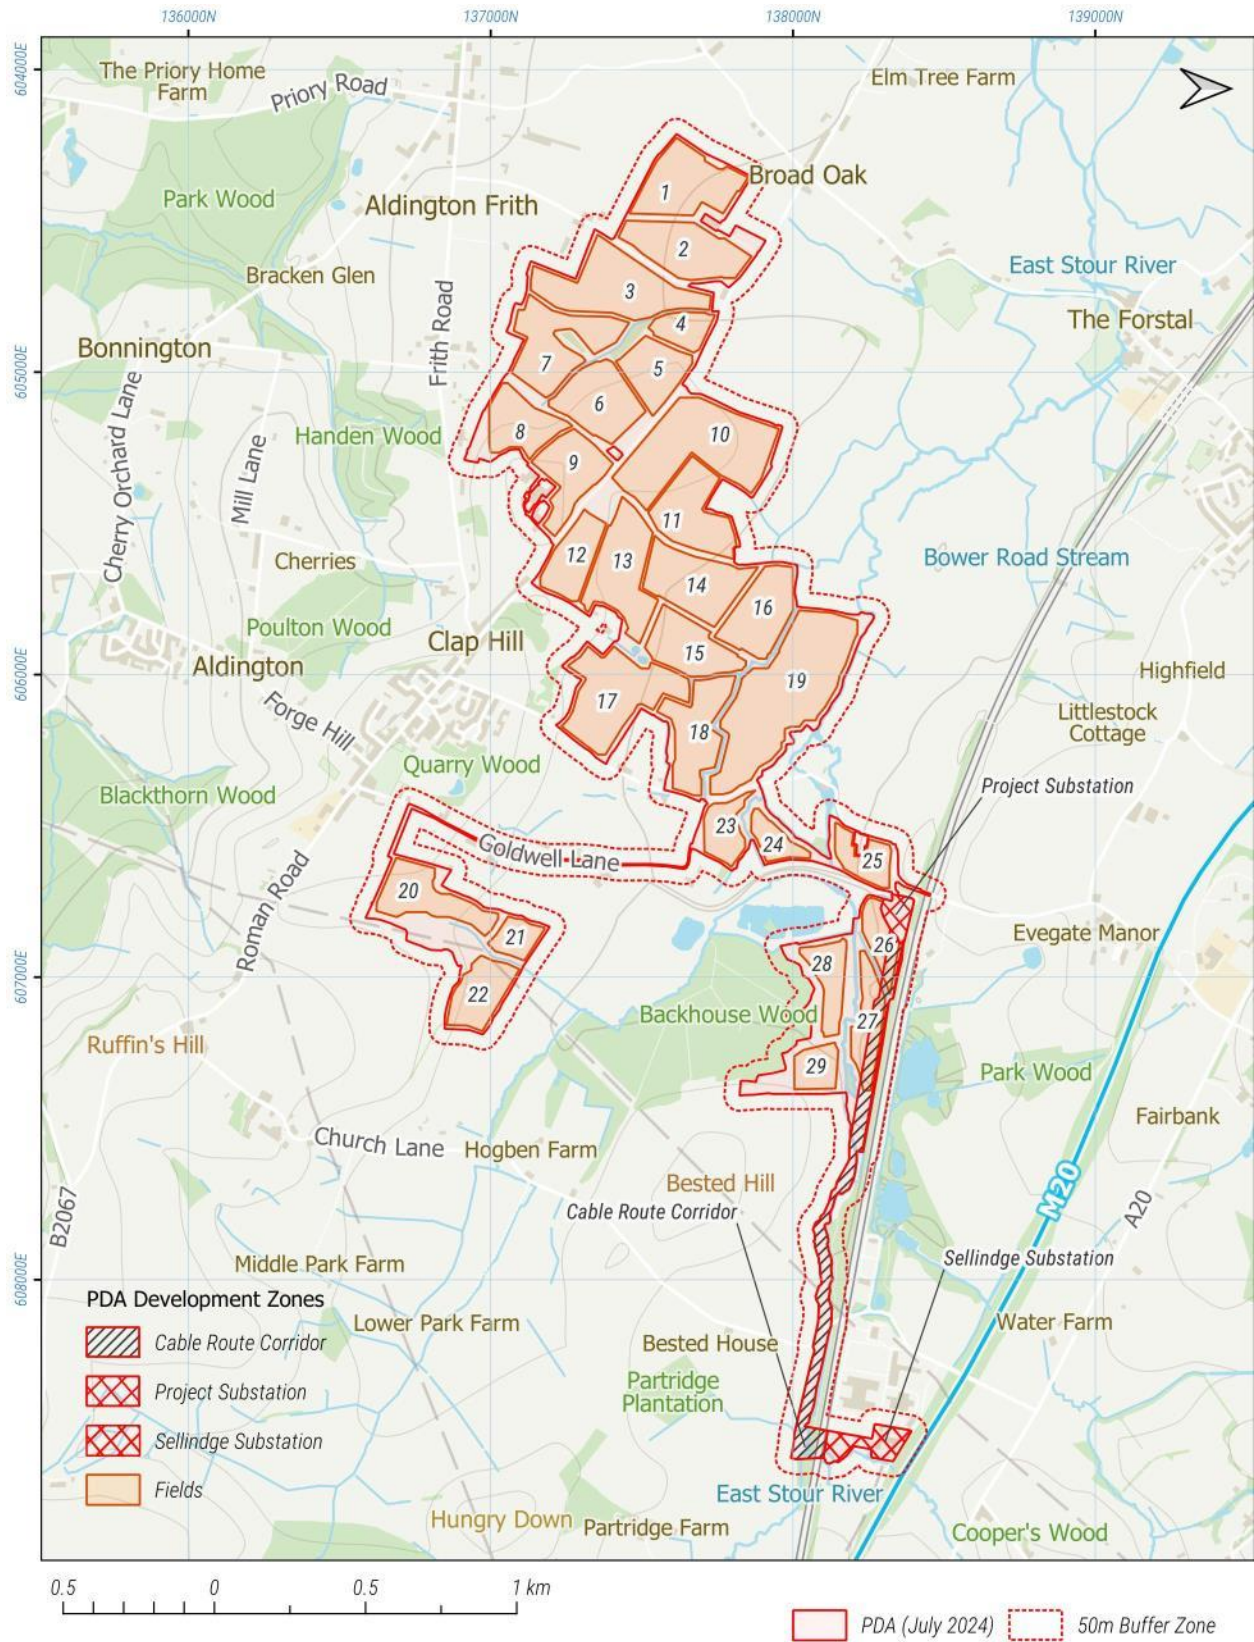 136000N
137000N
138000N
139000N
604000E
605000E
606000E
607000E
608000E
The Priory Home
Farm
Priory Road
Elm Tree Farm
Park Wood
Aldington Frith
Broad Oak
Bracken Glen
East Stour River
The Forstal
Bonnington
Frith Road
Cherry Orchard Lane
Mill Lane
Handen Wood
Cherries
Bower Road Stream
Poulton Wood
Clap Hill
Aldington
Highfield
Forge Hill
Littlestock
Cottage
Quarry Wood
Blackthorn Wood
Project Substation
Goldwell Lane
Roman Road
Evegate Manor
Backhouse Wood
Ruffin's Hill
Park Wood
Fairbank
Church Lane
Hogben Farm
Bested Hill
Cable Route Corridor
M20
A20
B2067
Middle Park Farm
Sellindge Substation
Lower Park Farm
Water Farm
Bested House
Partridge
Plantation
East Stour River
Hungry Down
Partridge Farm
Cooper's Wood
1
2
3
4
5
6
7
8
9
10
11
12
13
14
15
16
17
18
19
20
21
22
23
24
25
26
27
28
29
PDA Development Zones
Cable Route Corridor
Project Substation
Sellindge Substation
Fields
0.5 0 0.5 1 km
PDA (July 2024) 50m Buffer Zone